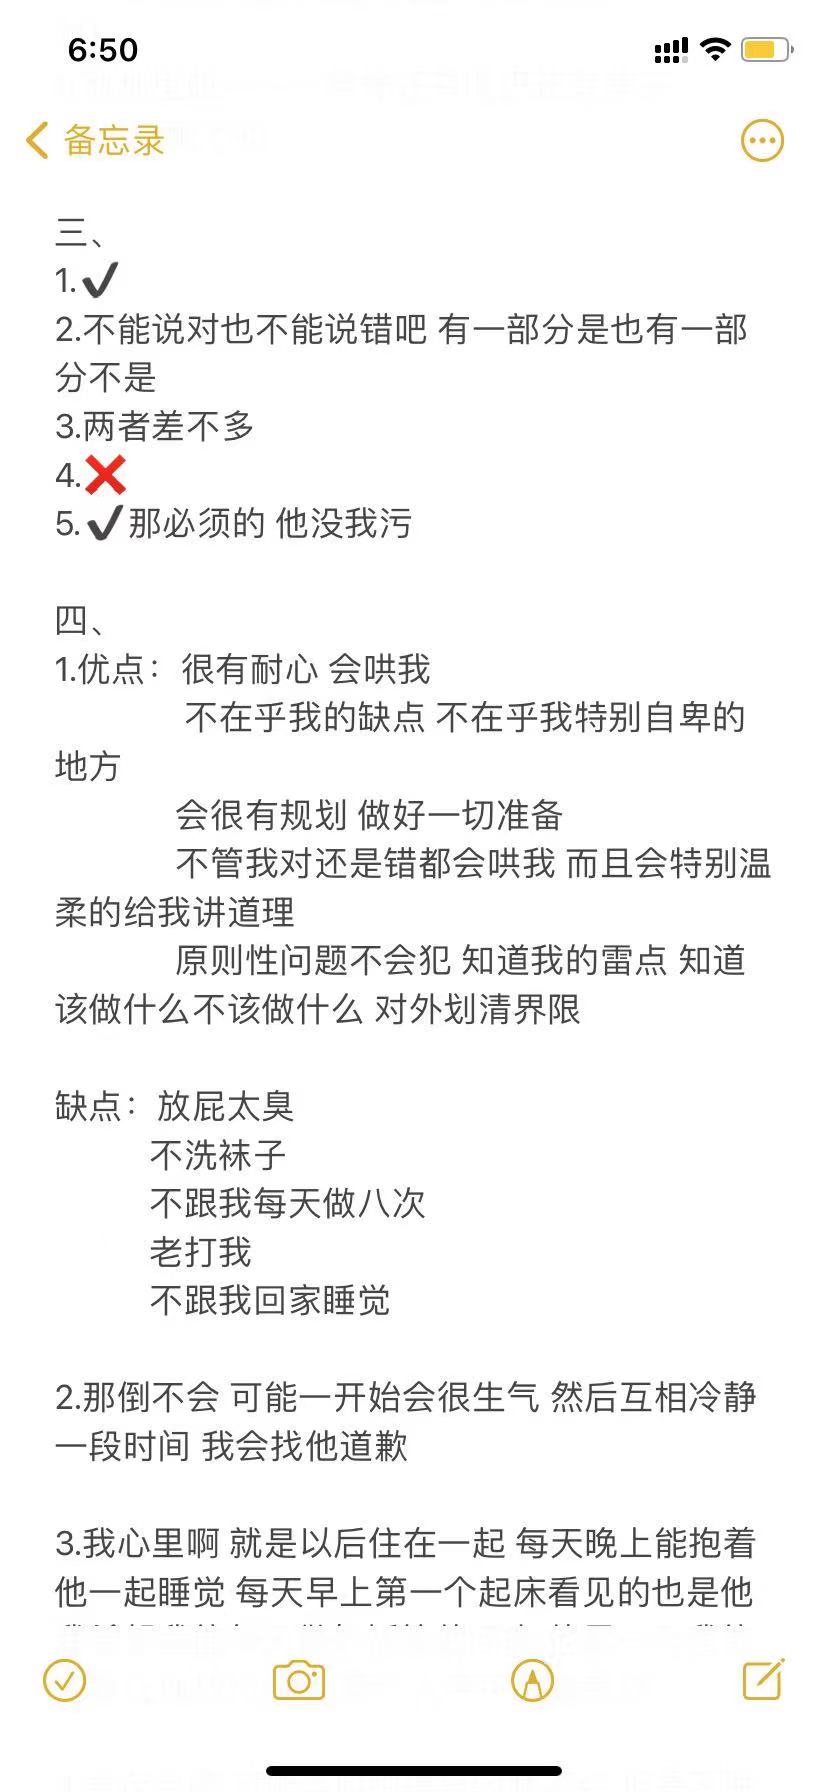 6:50
备忘录
三、
1.✔
2.不能说对也不能说错吧 有一部分是也有一部
分不是
3.两者差不多
4.❌
5.✔那必须的 他没我污
四、
1.优点：很有耐心 会哄我
不在乎我的缺点 不在乎我特别自卑的
地方
会很有规划 做好一切准备
不管我对还是错都会哄我 而且会特别温
柔的给我讲道理
原则性问题不会犯 知道我的雷点 知道
该做什么不该做什么 对外划清界限
缺点：放屁太臭
不洗袜子
不跟我每天做八次
老打我
不跟我回家睡觉
2.那倒不会 可能一开始会很生气 然后互相冷静
一段时间 我会找他道歉
3.我心里啊 就是以后住在一起 每天晚上能抱着
他一起睡觉 每天早上第一个起床看见的也是他